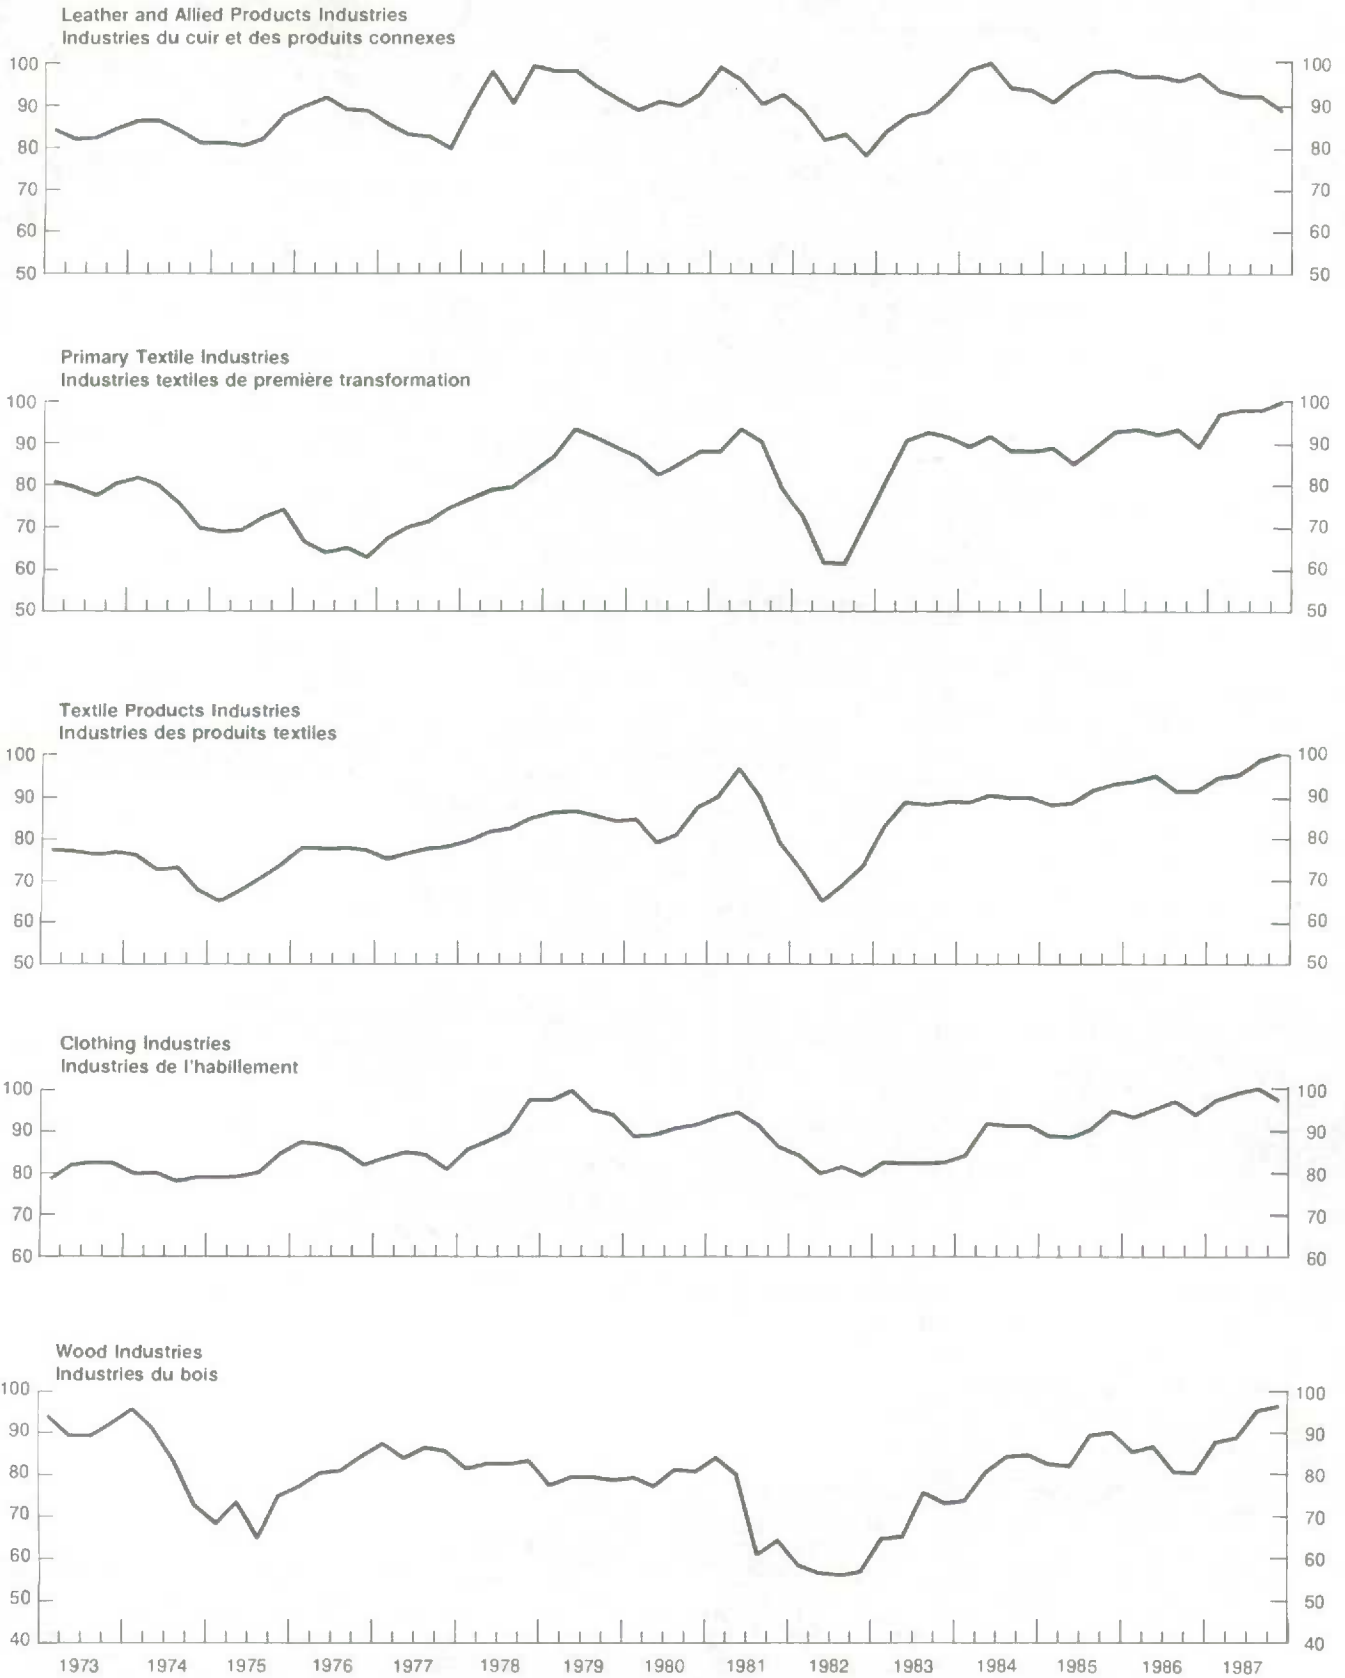 Leather and Allied Products Industries
Industries du cuir et des produits connexes
100 100
90 90
80 80
70 70
60 60
50 50
Primary Textile Industries
Industries textiles de première transformation
100 100
90 90
80 80
70 70
60 60
50 50
Textile Products Industries
Industries des produits textiles
100 100
90 90
80 80
70 70
60 60
50 50
Clothing Industries
Industries de l'habillement
100 100
90 90
80 80
70 70
60 60
Wood Industries
Industries du bois
100 100
90 90
80 80
70 70
60 60
50 50
40 40
1973 1974 1975 1976 1977 1978 1979 1980 1981 1982 1983 1984 1985 1986 1987